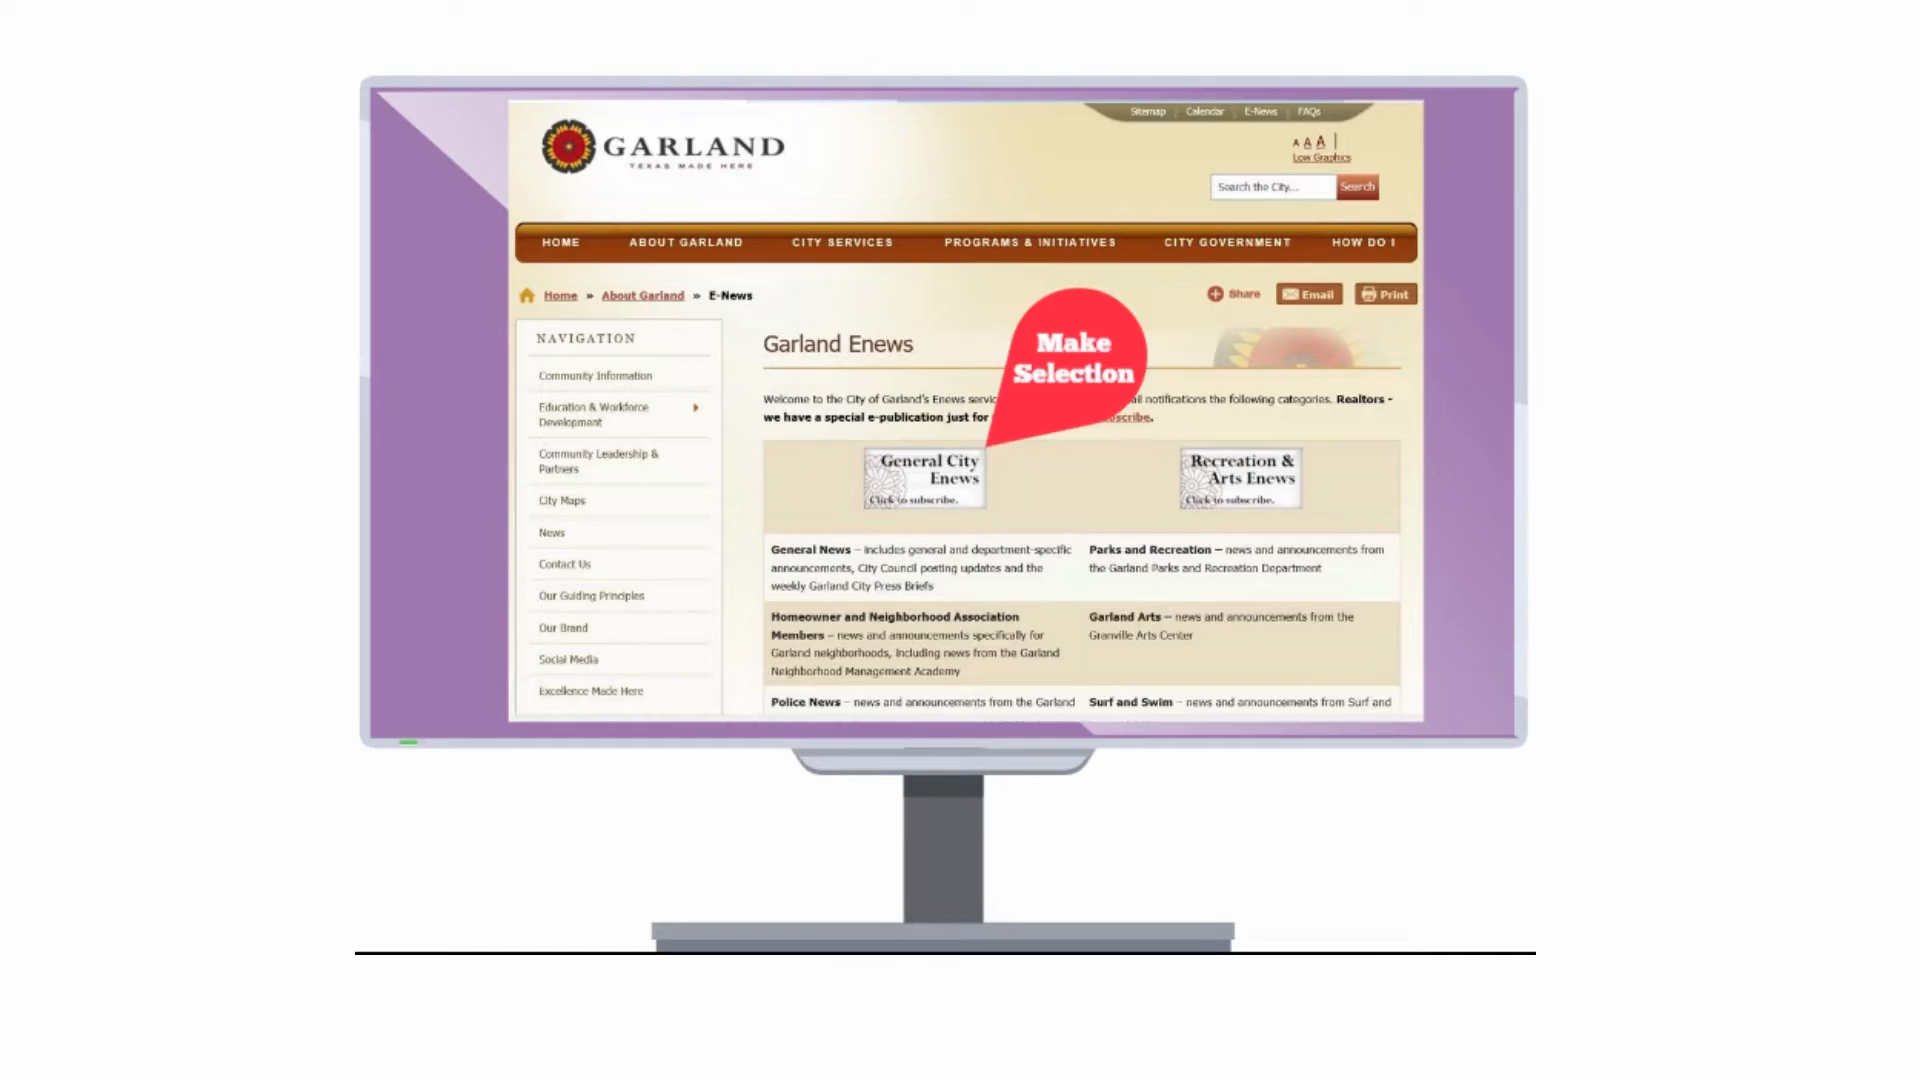 Sitemap Calendar E-News FAQs
GARLAND
TEXAS MADE HERE
A A A
Low Graphics
Search the City... Search
HOME ABOUT GARLAND CITY SERVICES PROGRAMS & INITIATIVES CITY GOVERNMENT HOW DO I
Home » About Garland » E-News
Share Email Print
NAVIGATION
Community Information
Education & Workforce
Development
Community Leadership &
Partners
City Maps
News
Contact Us
Our Guiding Principles
Our Brand
Social Media
Excellence Made Here
Garland Enews
Make
Selection
Welcome to the City of Garland's Enews notifications the following categories. Realtors -
we have a special e-publication just for
General City
Enews
Click to subscribe.
Recreation &
Arts Enews
Click to subscribe.
General News – includes general and department-specific
announcements, City Council posting updates and the
weekly Garland City Press Briefs
Parks and Recreation – news and announcements from
the Garland Parks and Recreation Department
Homeowner and Neighborhood Association
Members – news and announcements specifically for
Garland neighborhoods, including news from the Garland
Neighborhood Management Academy
Garland Arts – news and announcements from the
Granville Arts Center
Police News – news and announcements from the Garland
Surf and Swim – news and announcements from Surf and